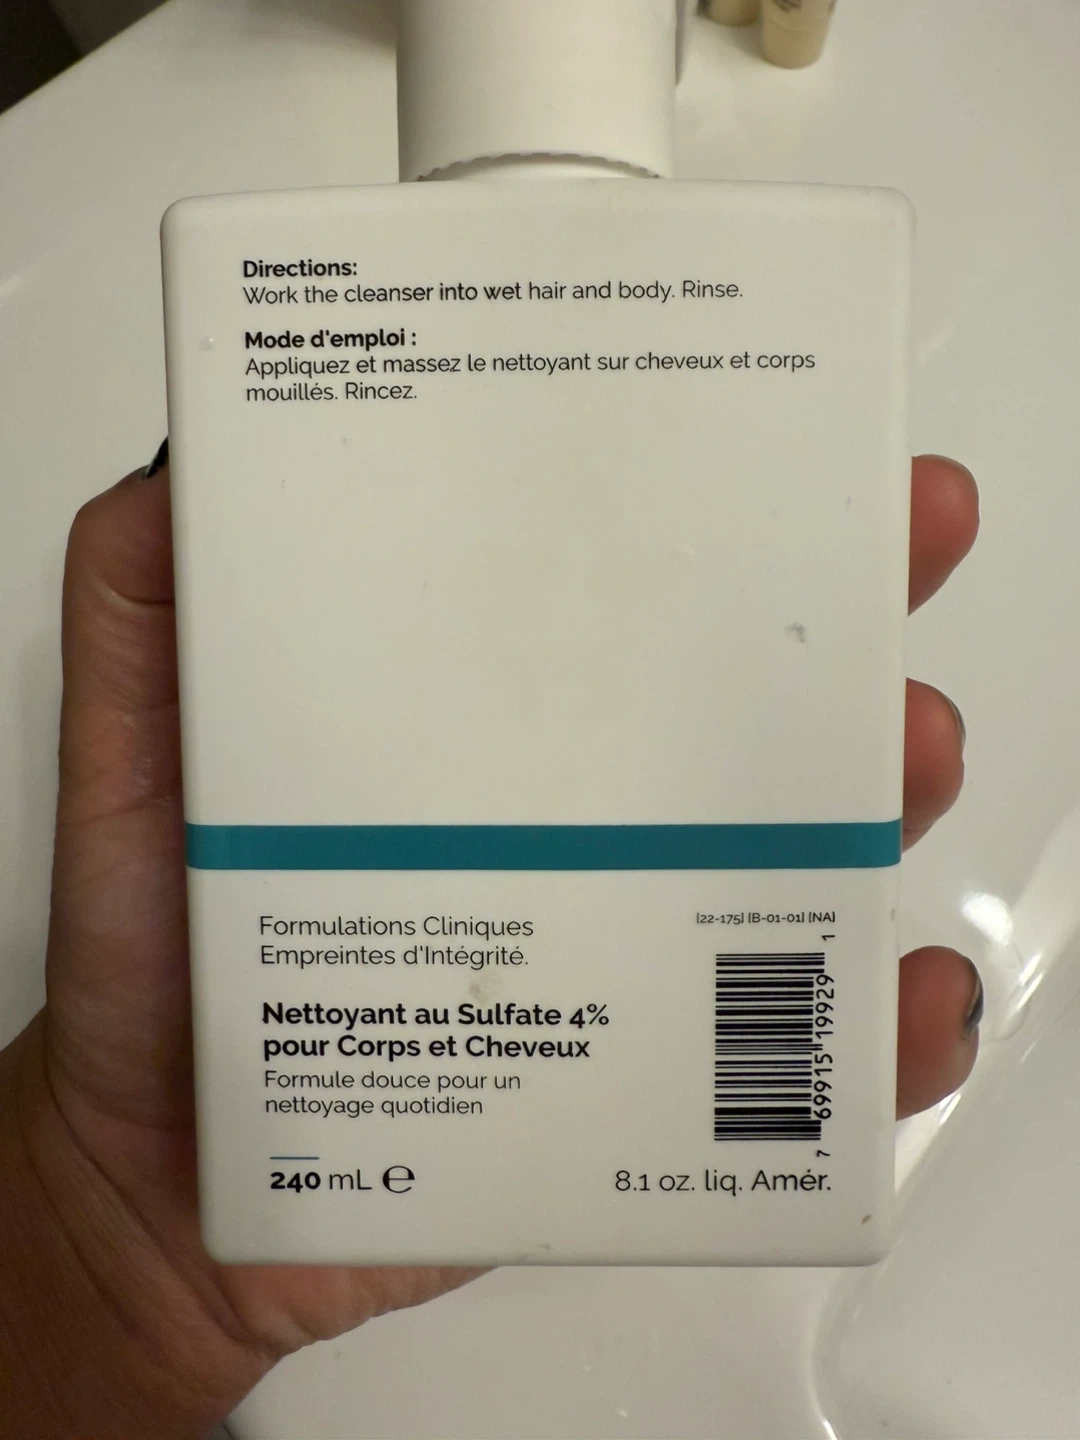 Directions:
Work the cleanser into wet hair and body. Rinse.
Mode d'emploi :
Appliquez et massez le nettoyant sur cheveux et corps
mouillés. Rincez.
Formulations Cliniques
Empreintes d'Intégrité.
[22-175] [B-01-01] [NA]
Nettoyant au Sulfate 4%
pour Corps et Cheveux
Formule douce pour un
nettoyage quotidien
7 69915 19929 1
240 mL ℮
8.1 oz. liq. Amér.